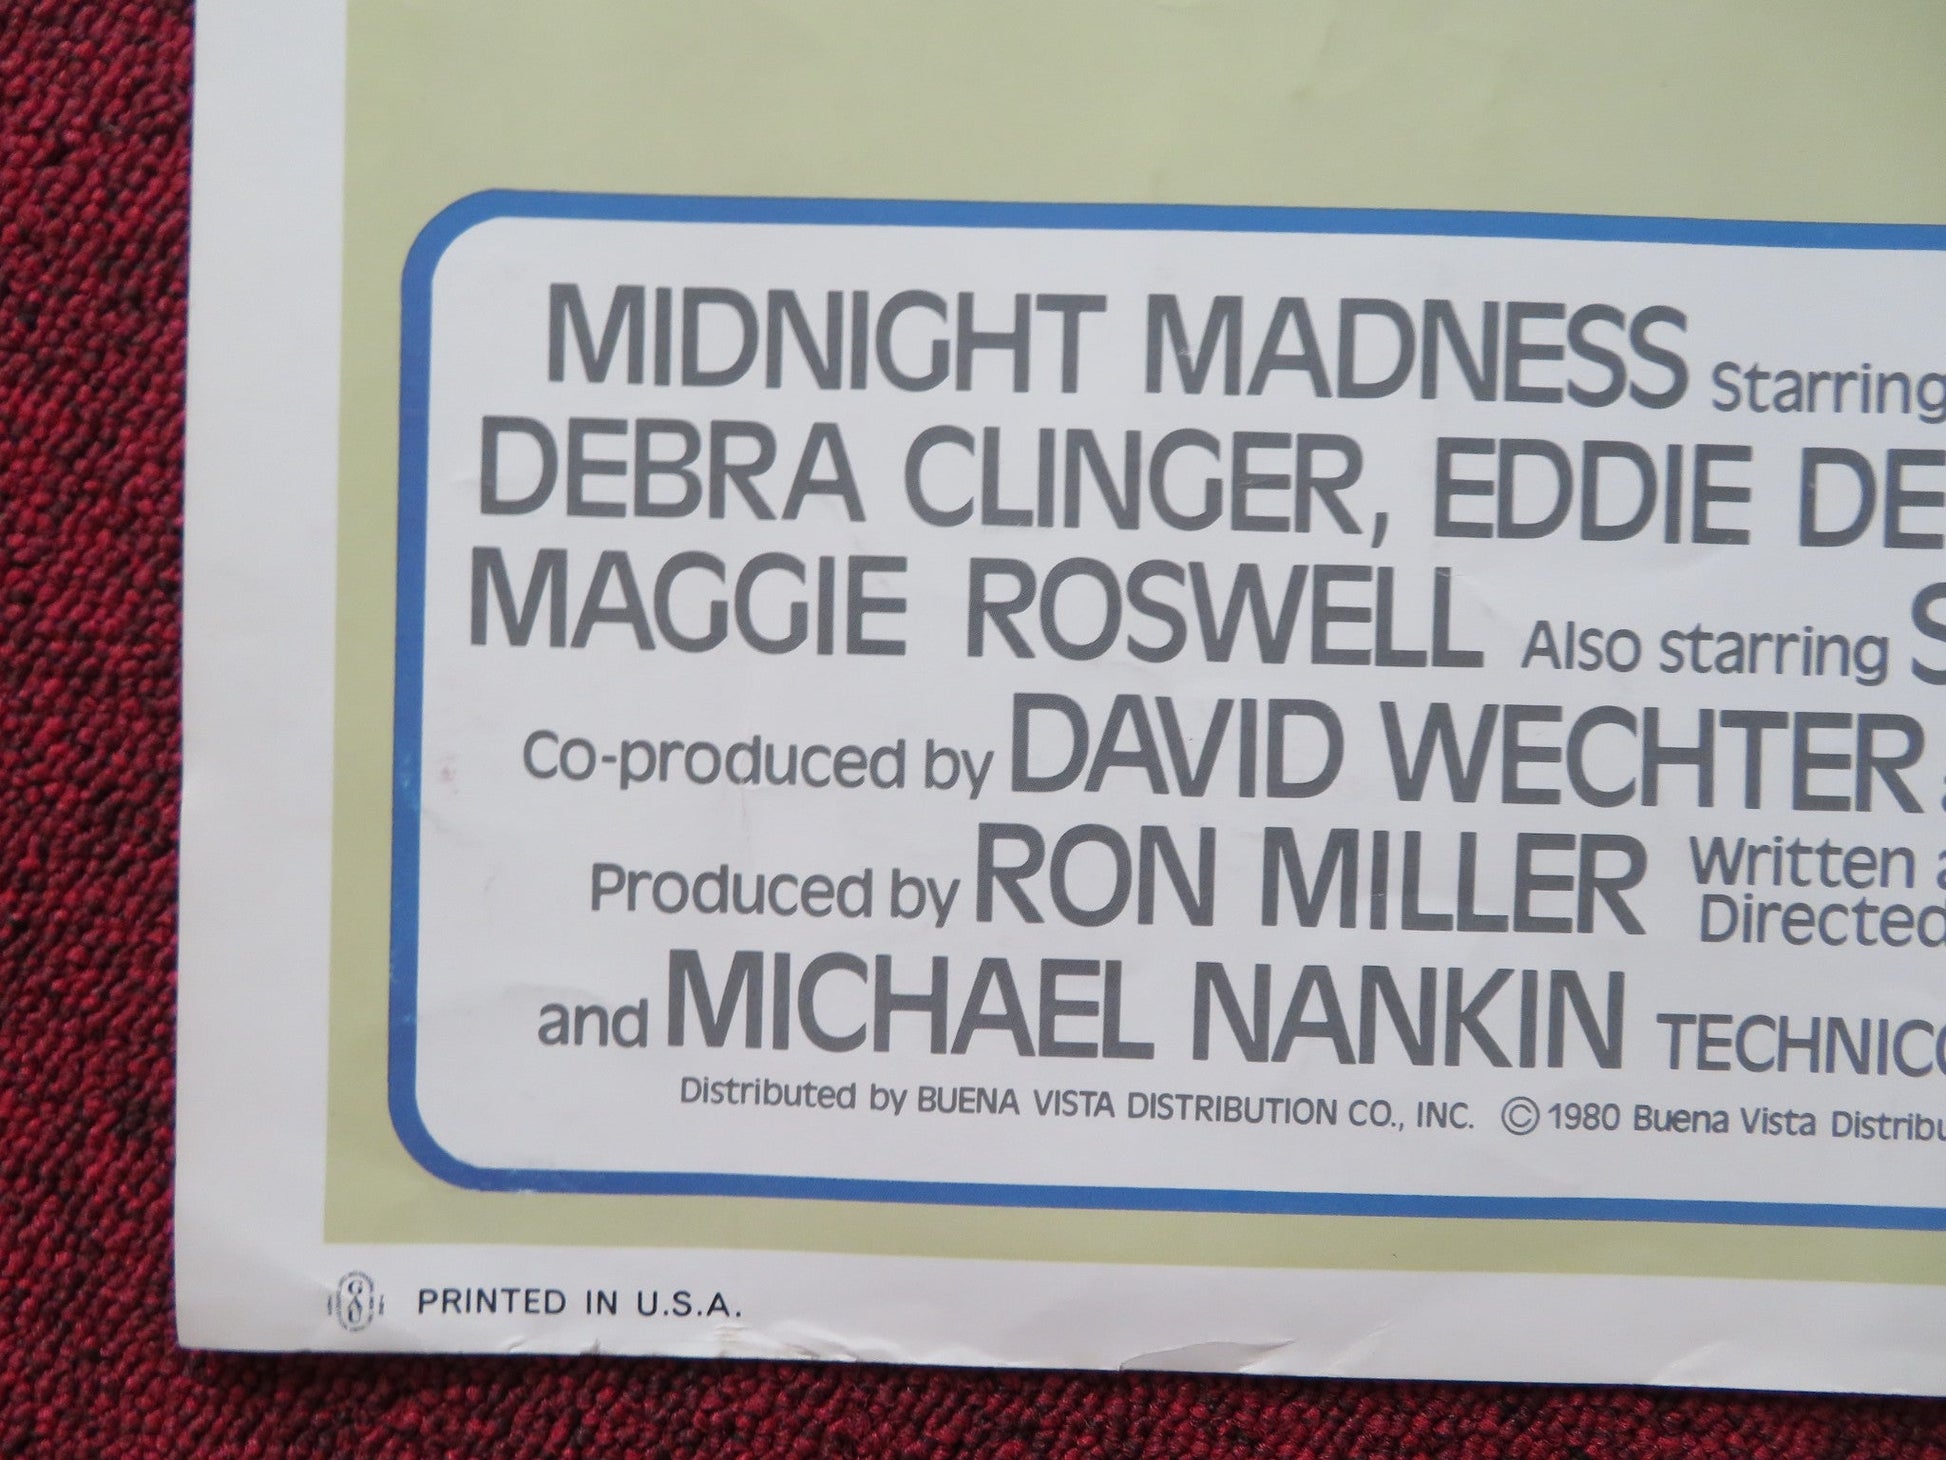 MIDNIGHT MADNESS Starring
DEBRA CLINGER, EDDIE
MAGGIE ROSWELL Also starring
Co-produced by DAVID WECHTER
Produced by RON MILLER Written
Directed
and MICHAEL NANKIN
Distributed by BUENA VISTA DISTRIBUTION CO., INC. © 1980 Buena Vista
PRINTED IN U.S.A.